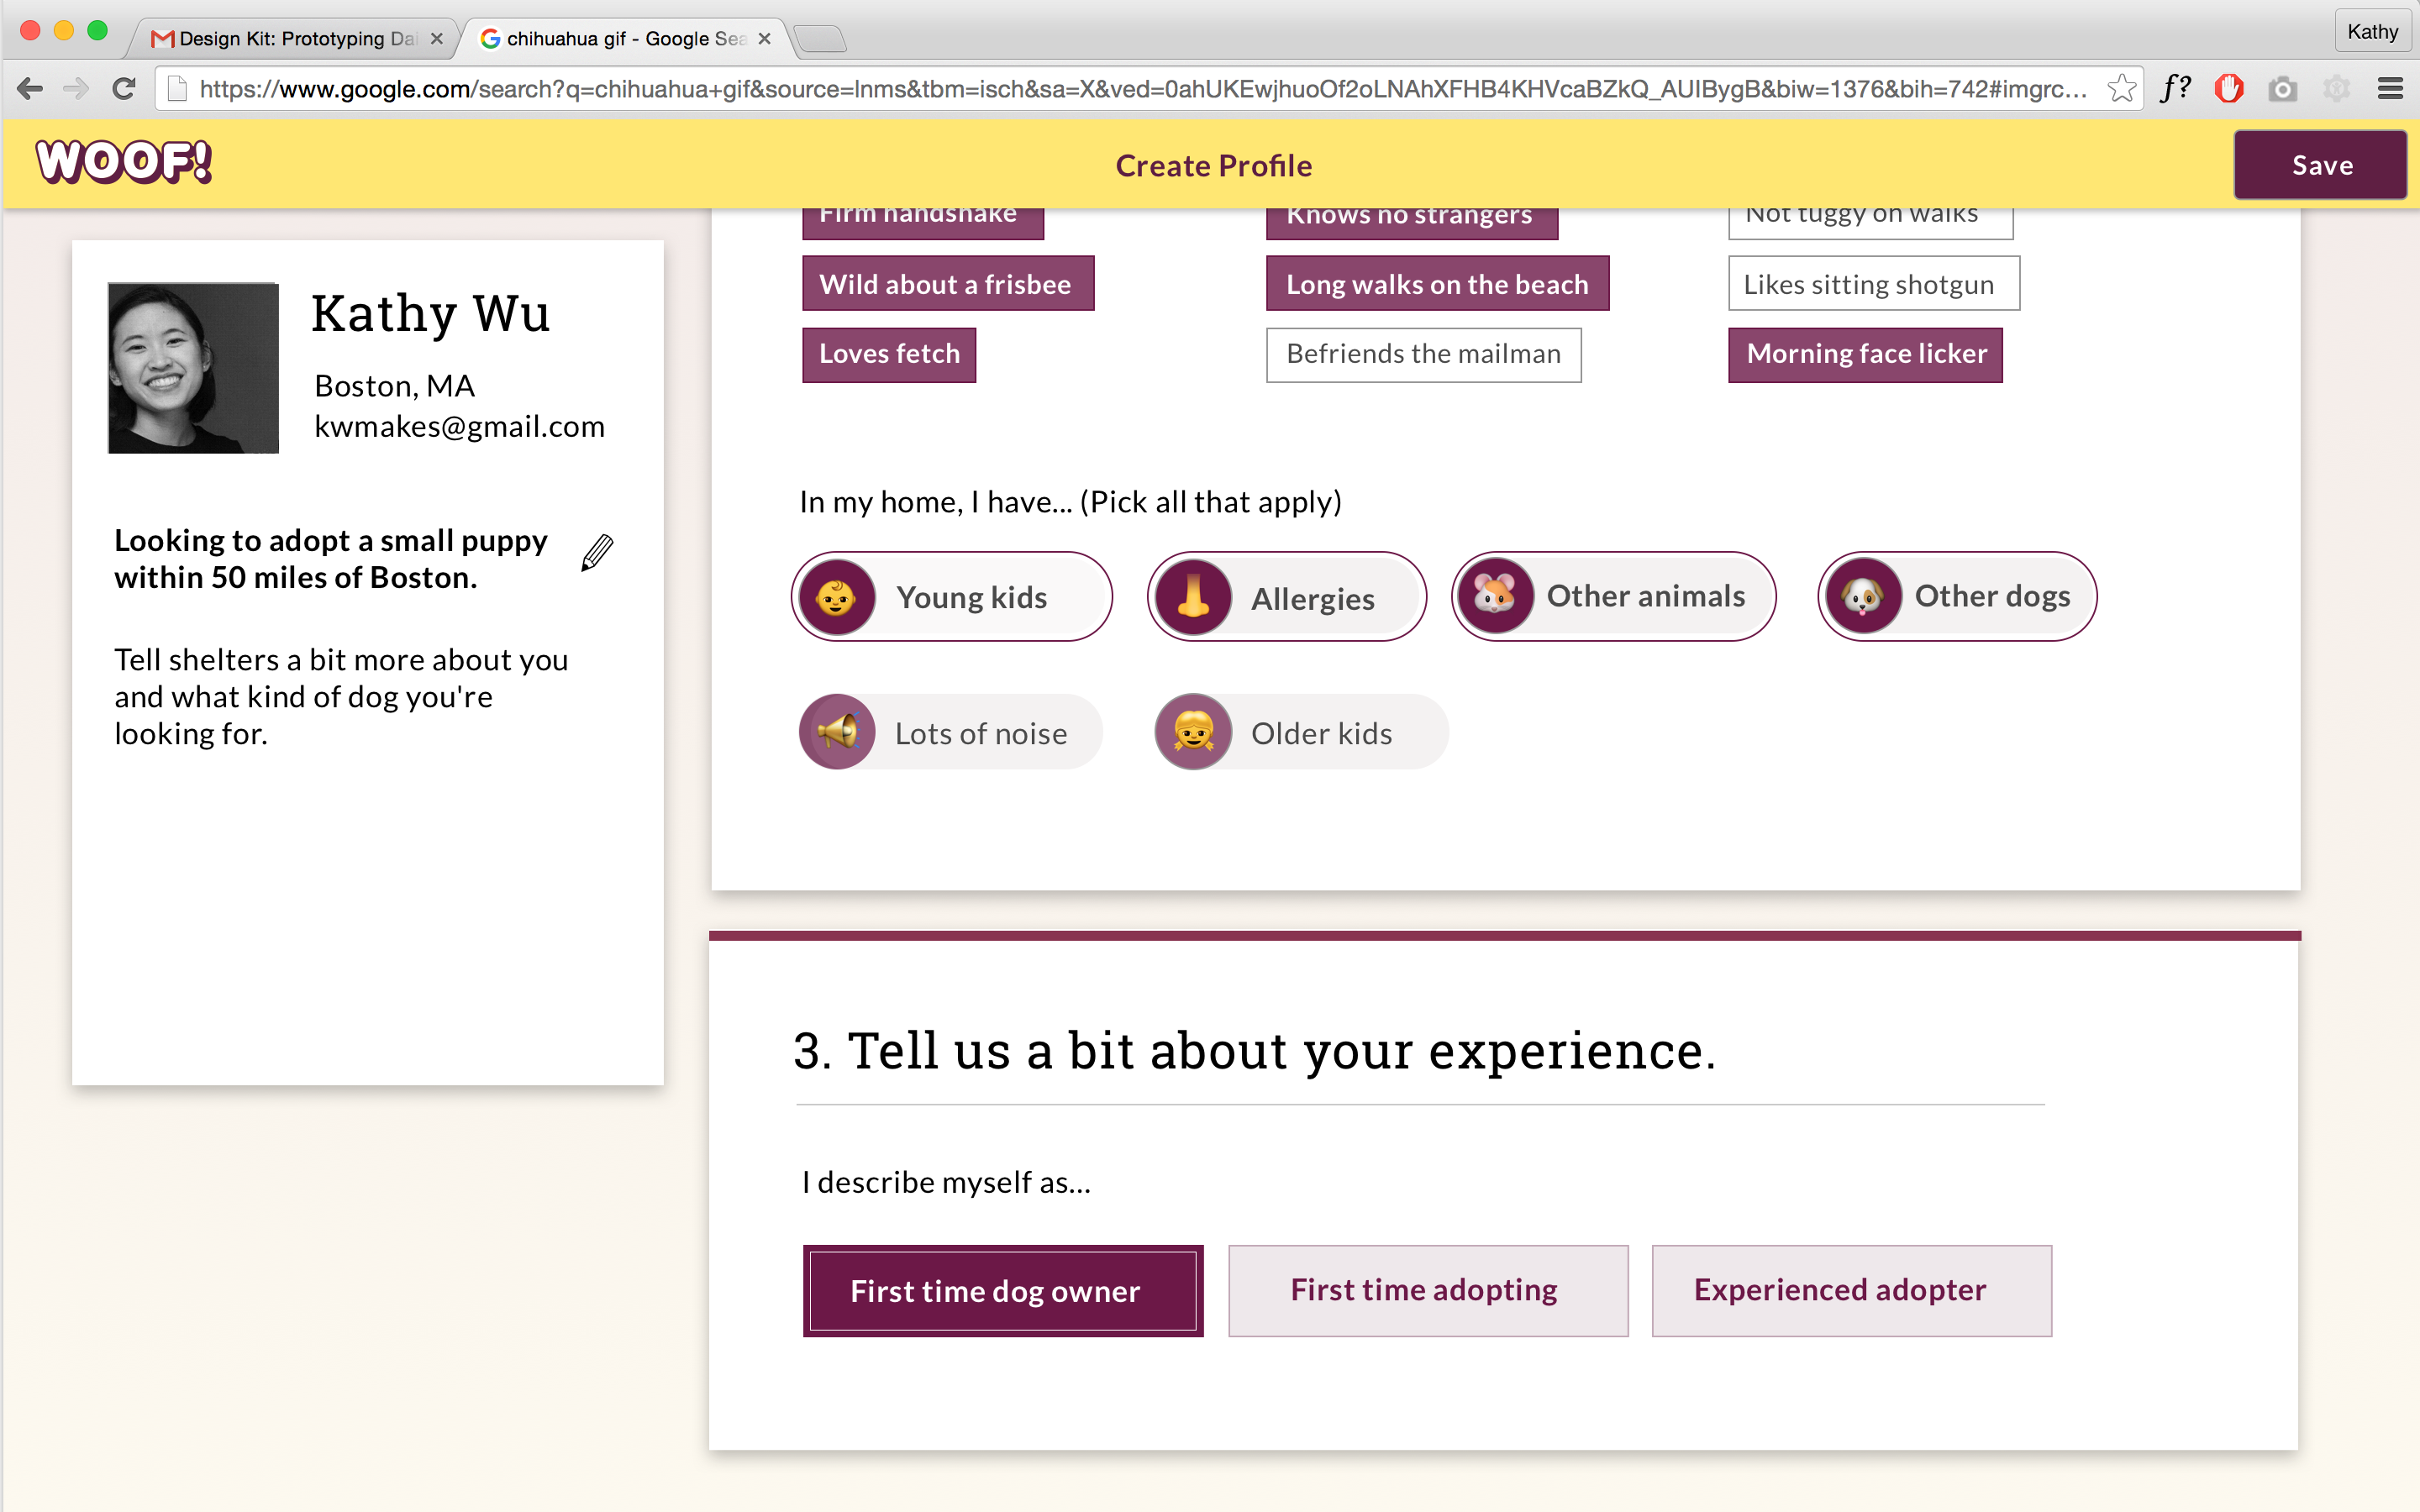 Design Kit: Prototyping Dai
chihuahua gif - Google Sea
Kathy
https://www.google.com/search?q=chihuahua+gif&source=lnms&tbm=isch&sa=X&ved=0ahUKEwjhuoOf2oLNAhXFHB4KHVcaBZkQ_AUIBygB&biw=1376&bih=742#imgrc...
f?
WOOF!
Create Profile
Save
Kathy Wu
Boston, MA
kwmakes@gmail.com
Looking to adopt a small puppy
within 50 miles of Boston.
Tell shelters a bit more about you
and what kind of dog you're
looking for.
Firm handshake
Knows no strangers
Not tuggy on walks
Wild about a frisbee
Long walks on the beach
Likes sitting shotgun
Loves fetch
Befriends the mailman
Morning face licker
In my home, I have... (Pick all that apply)
Young kids
Allergies
Other animals
Other dogs
Lots of noise
Older kids
3. Tell us a bit about your experience.
I describe myself as...
First time dog owner
First time adopting
Experienced adopter